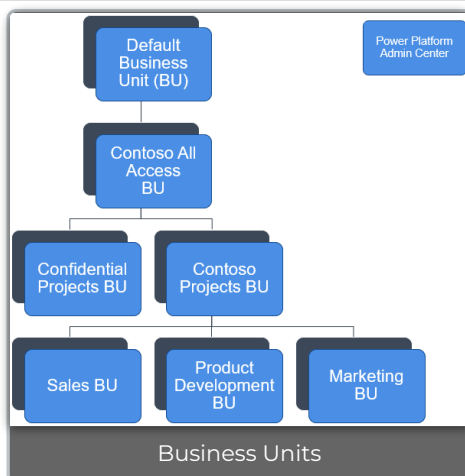 Default
Business
Unit (BU)
Power Platform
Admin Center
Contoso All
Access
BU
Confidential
Projects BU
Contoso
Projects BU
Sales BU
Product
Development
BU
Marketing
BU
Business Units